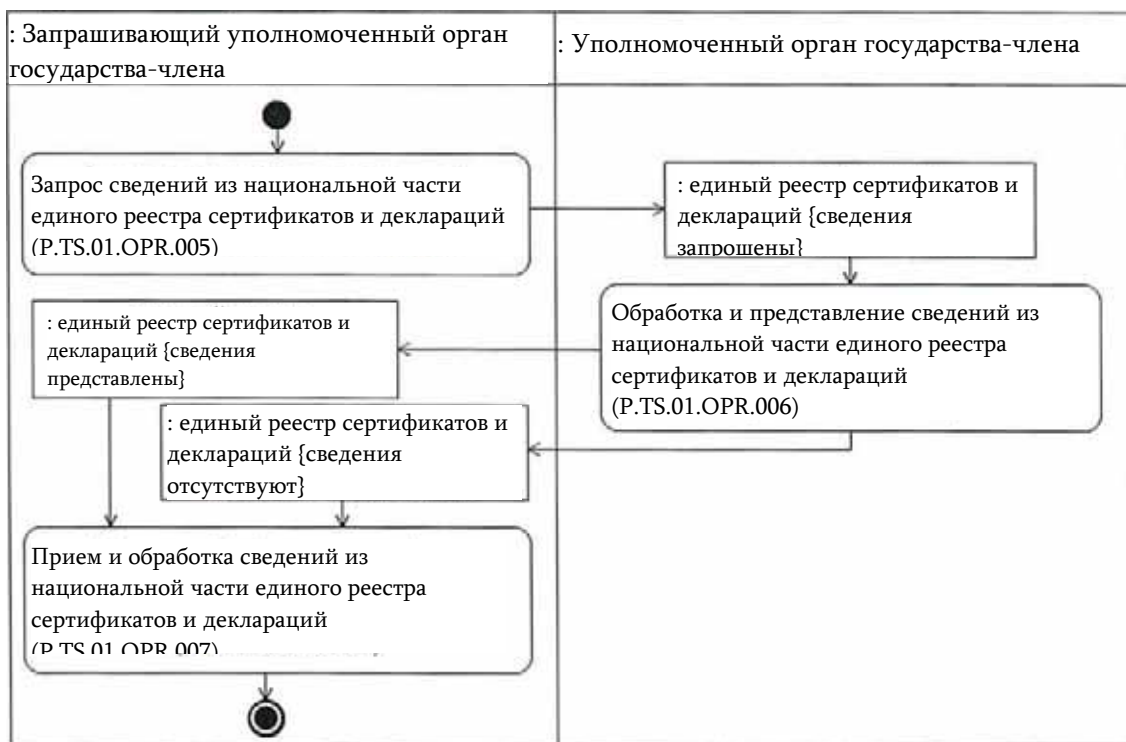 : Запрашивающий уполномоченный орган
государства-члена
: Уполномоченный орган государства-члена
Запрос сведений из национальной части
единого реестра сертификатов и деклараций
(P.TS.01.OPR.005)
: единый реестр сертификатов и
деклараций {сведения
запрошены}
Обработка и представление сведений из
национальной части единого реестра
сертификатов и деклараций
(P.TS.01.OPR.006)
: единый реестр сертификатов и
деклараций {сведения
представлены}
: единый реестр сертификатов и
деклараций {сведения
отсутствуют}
Прием и обработка сведений из
национальной части единого реестра
сертификатов и деклараций
(P.TS.01.OPR.007)